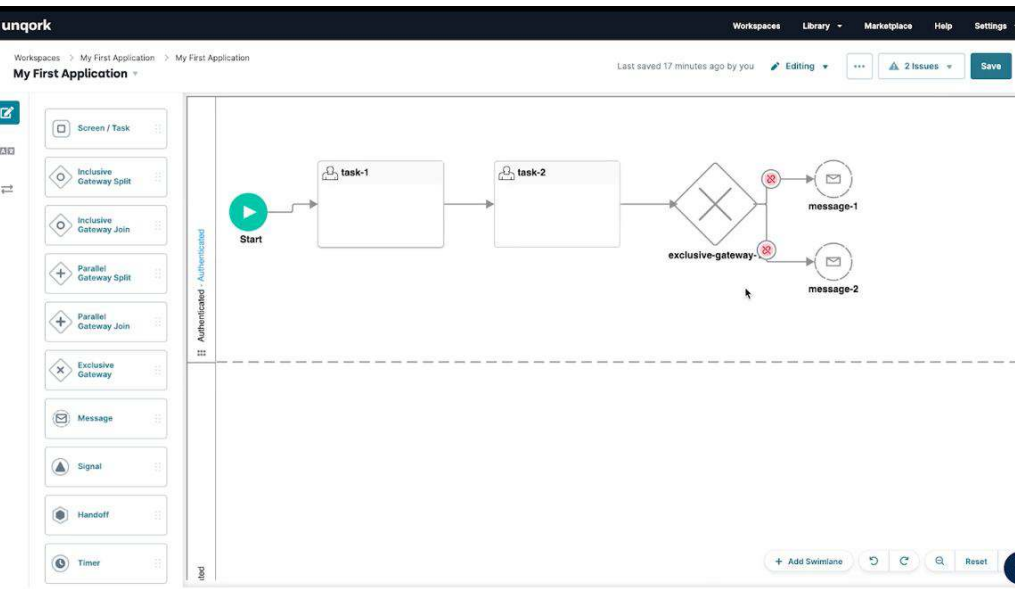 unqork
Workspaces
Library
Marketplace
Help
Settings
Workspaces > My First Application > My First Application
My First Application
Last saved 17 minutes ago by you
Editing
...
2 Issues
Save
Screen / Task
Inclusive
Gateway Split
Inclusive
Gateway Join
Parallel
Gateway Split
Parallel
Gateway Join
Exclusive
Gateway
Message
Signal
Handoff
Timer
Authenticated - Authenticated
Start
task-1
task-2
exclusive-gateway-
message-1
message-2
+ Add Swimlane
Reset